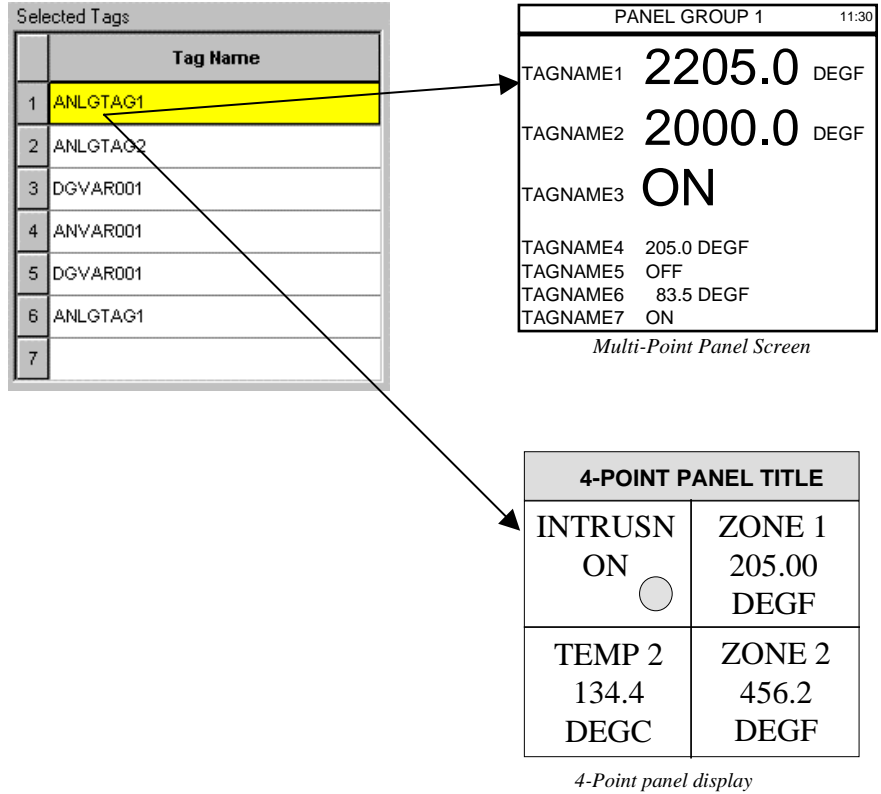 Selected Tags
Tag Name
1 ANLGTAG1
2 ANLGTAG2
3 DGVAR001
4 ANVAR001
5 DGVAR001
6 ANLGTAG1
7
PANEL GROUP 1 11:30
TAGNAME1 2205.0 DEGF
TAGNAME2 2000.0 DEGF
TAGNAME3 ON
TAGNAME4 205.0 DEGF
TAGNAME5 OFF
TAGNAME6 83.5 DEGF
TAGNAME7 ON
Multi-Point Panel Screen
4-POINT PANEL TITLE
INTRUSN
ON
ZONE 1
205.00
DEGF
TEMP 2
134.4
DEGC
ZONE 2
456.2
DEGF
4-Point panel display